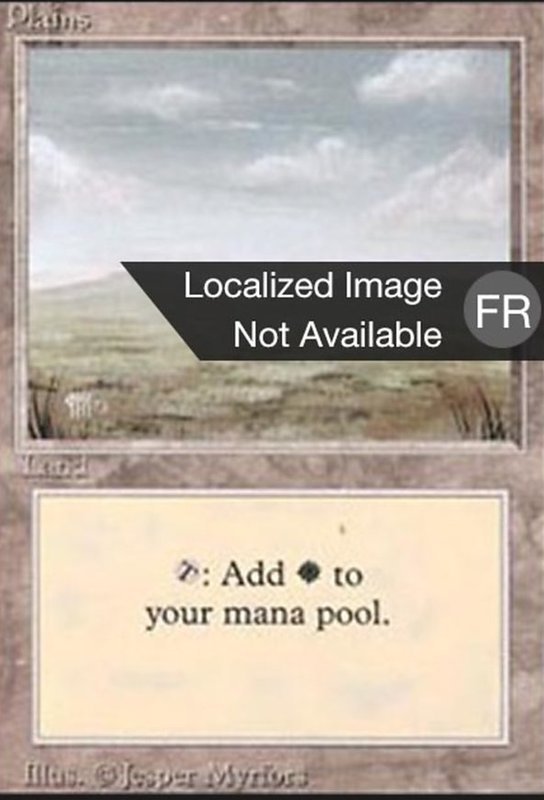 Plains
Localized Image
Not Available
FR
Land
: Add to
your mana pool.
Illus. © Jesper Myrfors